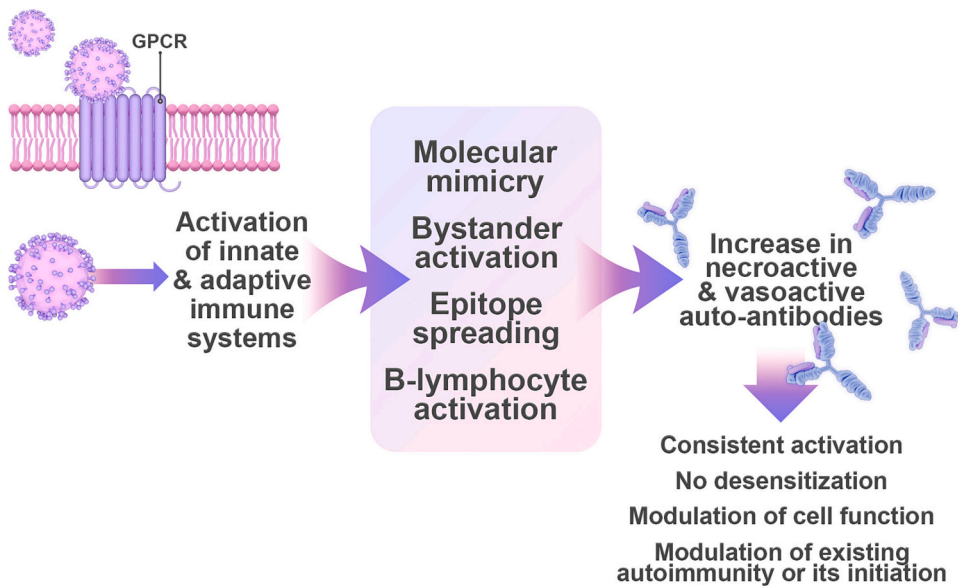 GPCR
Activation
of innate
& adaptive
immune
systems
Molecular
mimicry
Bystander
activation
Epitope
spreading
B-lymphocyte
activation
Increase in
necroactive
& vasoactive
auto-antibodies
Consistent activation
No desensitization
Modulation of cell function
Modulation of existing
autoimmunity or its initiation